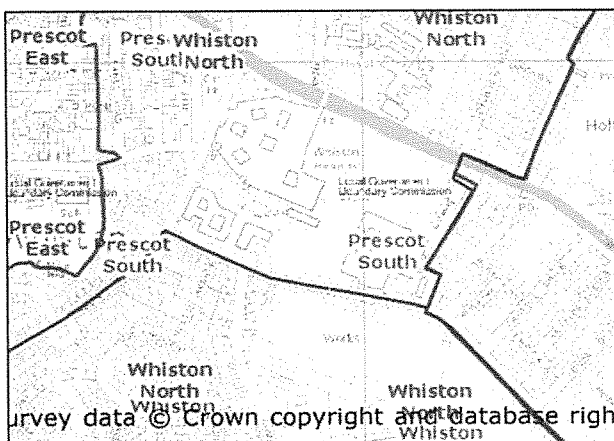 Whiston
North
Prescot
East
Pres
Whiston
South
North
Local Government
Boundary Commission
Local Government
Boundary Commission
Prescot
East
Prescot
South
Prescot
South
Works
Whiston
North
Whiston
Whiston
North
Whiston
urvey data © Crown copyright and database righ